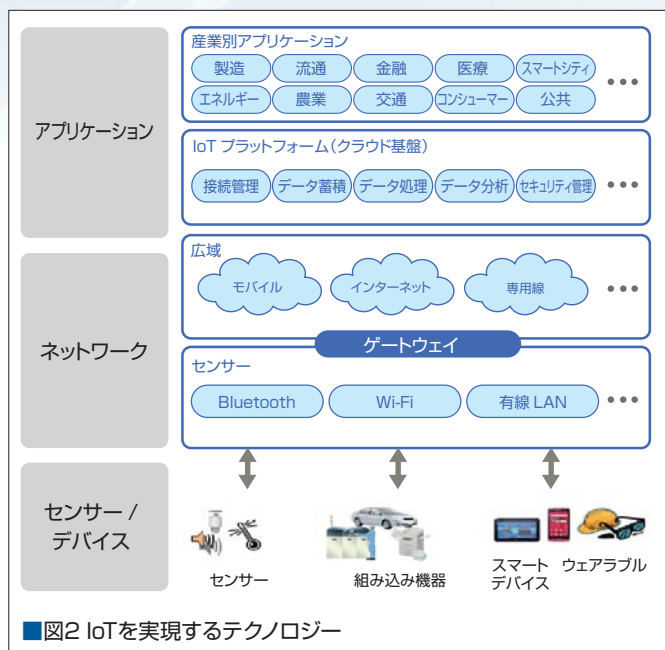 アプリケーション
産業別アプリケーション
製造 流通 金融 医療 スマートシティ
エネルギー 農業 交通 コンシューマー 公共 •••
IoT プラットフォーム(クラウド基盤)
接続管理 データ蓄積 データ処理 データ分析 セキュリティ管理 •••
ネットワーク
広域
モバイル インターネット 専用線 •••
ゲートウェイ
センサー
Bluetooth Wi-Fi 有線 LAN •••
センサー /
デバイス
センサー
組み込み機器
スマート
デバイス
ウェアラブル
■図2 IoTを実現するテクノロジー